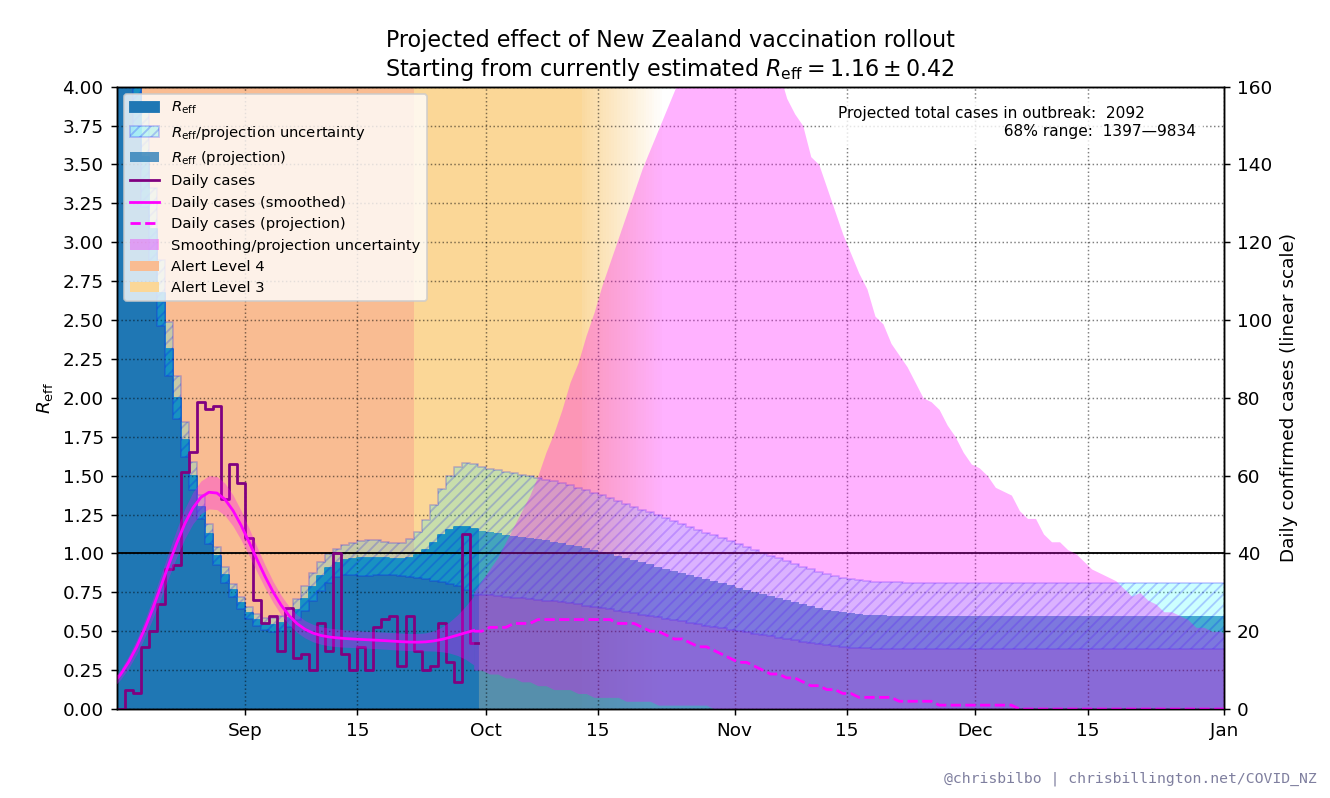 Projected effect of New Zealand vaccination rollout
Starting from currently estimated R_eff = 1.16 ± 0.42
Projected total cases in outbreak: 2092
68% range: 1397—9834
R_eff
R_eff/projection uncertainty
R_eff (projection)
Daily cases
Daily cases (smoothed)
Daily cases (projection)
Smoothing/projection uncertainty
Alert Level 4
Alert Level 3
R_eff
4.00
3.75
3.50
3.25
3.00
2.75
2.50
2.25
2.00
1.75
1.50
1.25
1.00
0.75
0.50
0.25
0.00
160
140
120
100
80
60
40
20
0
Daily confirmed cases (linear scale)
Sep 15 Oct 15 Nov 15 Dec 15 Jan
@chrisbilbo | chrisbillington.net/COVID_NZ